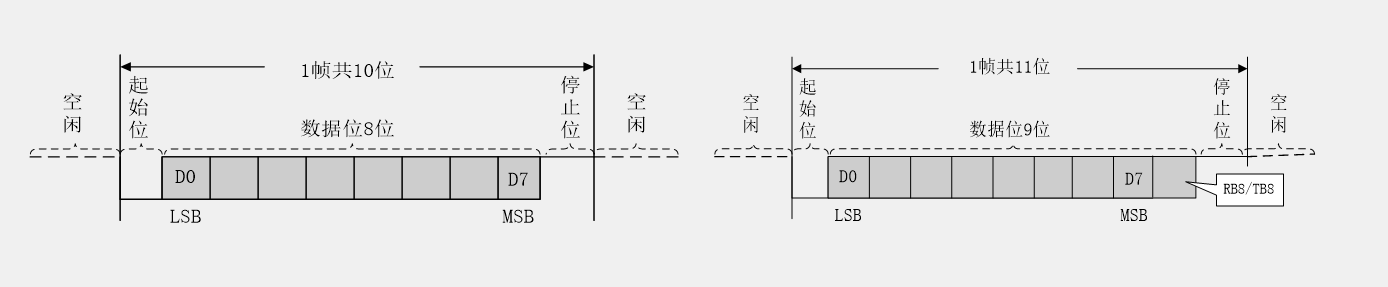 1帧共10位
空闲
起始位
数据位8位
停止位
空闲
D0
D7
LSB
MSB
1帧共11位
空闲
起始位
数据位9位
停止位
空闲
D0
D7
RB8/TB8
LSB
MSB